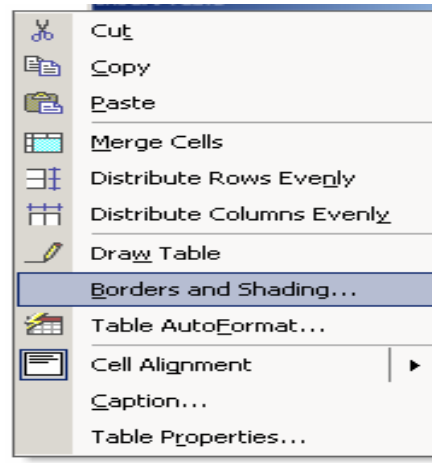 Cut
Copy
Paste
Merge Cells
Distribute Rows Evenly
Distribute Columns Evenly
Draw Table
Borders and Shading...
Table AutoFormat...
Cell Alignment
Caption...
Table Properties...